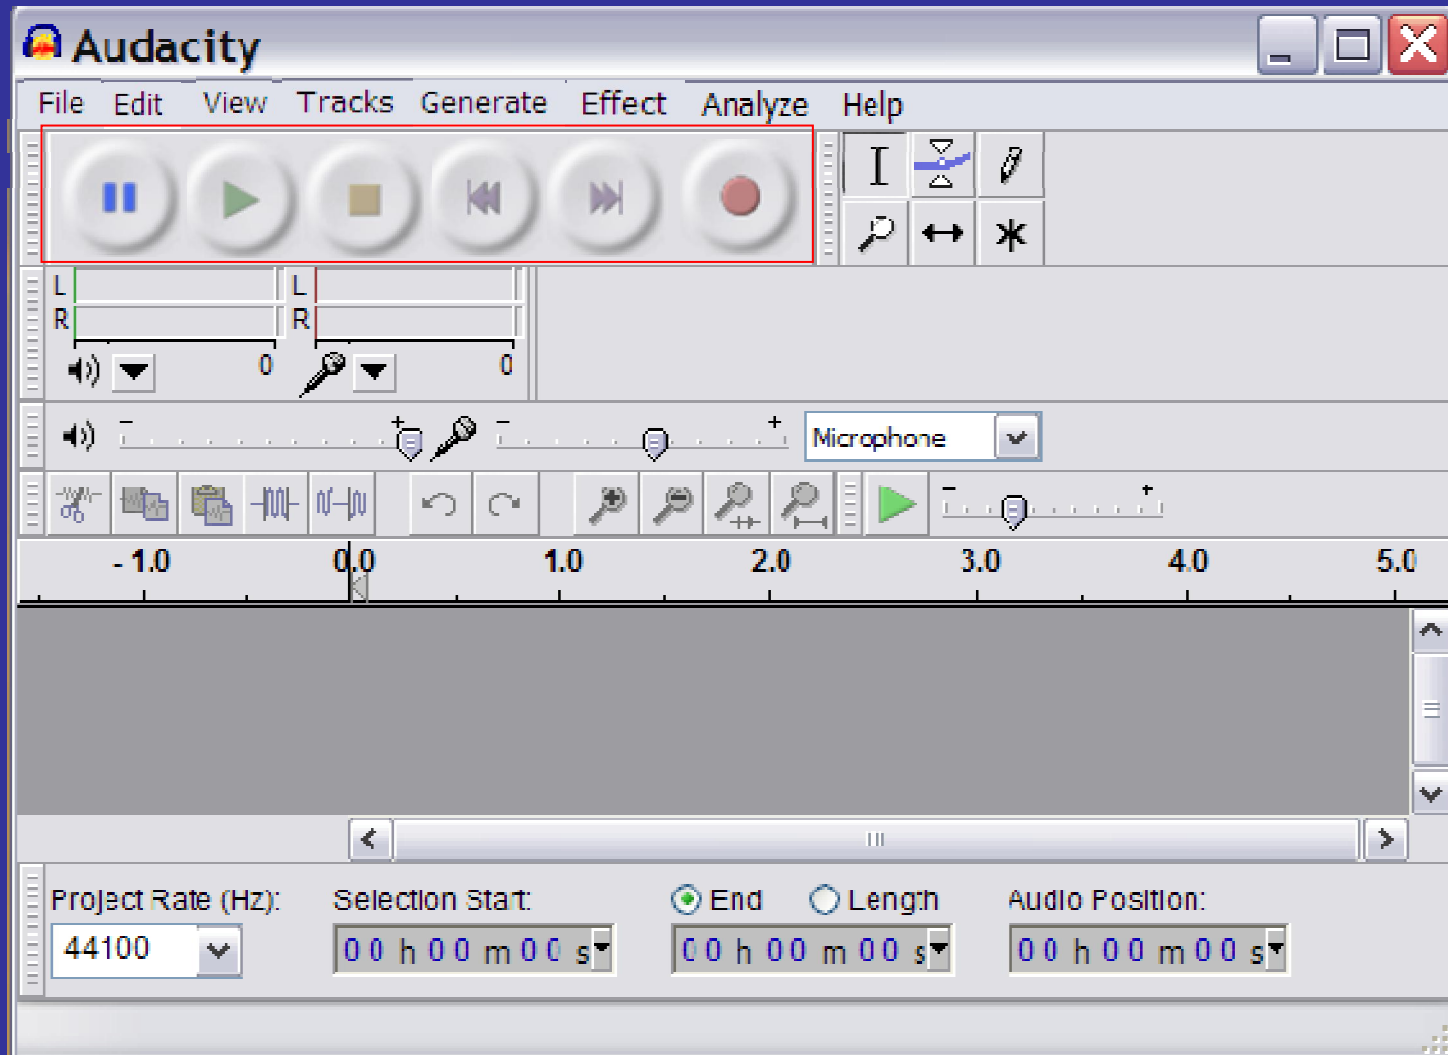 Audacity
File Edit View Tracks Generate Effect Analyze Help
L L
R R
0 0
- + - + Microphone
- +
- 1.0 0.0 1.0 2.0 3.0 4.0 5.0
Project Rate (Hz): Selection Start: End Length Audio Position:
44100 00 h 00 m 00 s 00 h 00 m 00 s 00 h 00 m 00 s